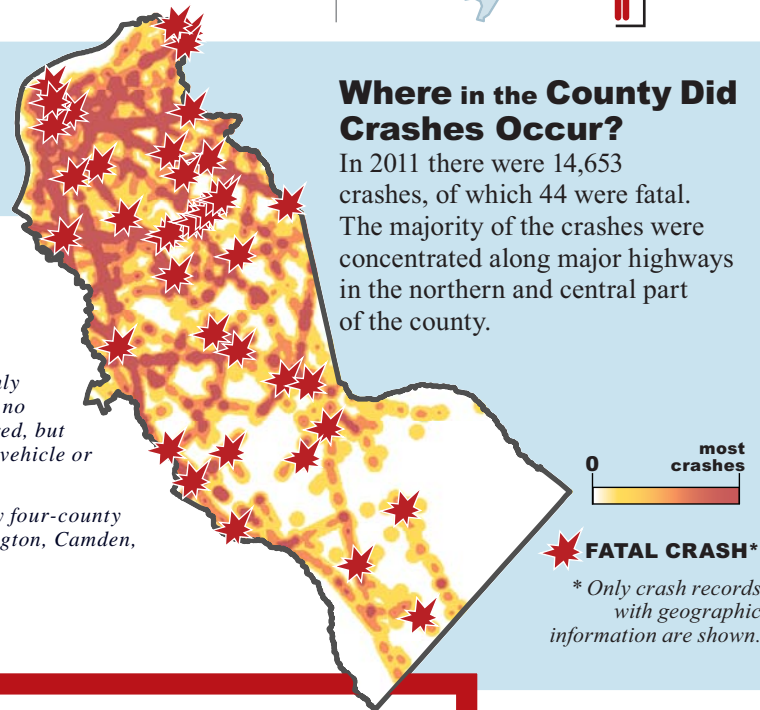 Where in the County Did
Crashes Occur?
In 2011 there were 14,653
crashes, of which 44 were fatal.
The majority of the crashes were
concentrated along major highways
in the northern and central part
of the county.
no
but
vehicle or
four-county
Camden,
0
most
crashes
FATAL CRASH*
* Only crash records
with geographic
information are shown.